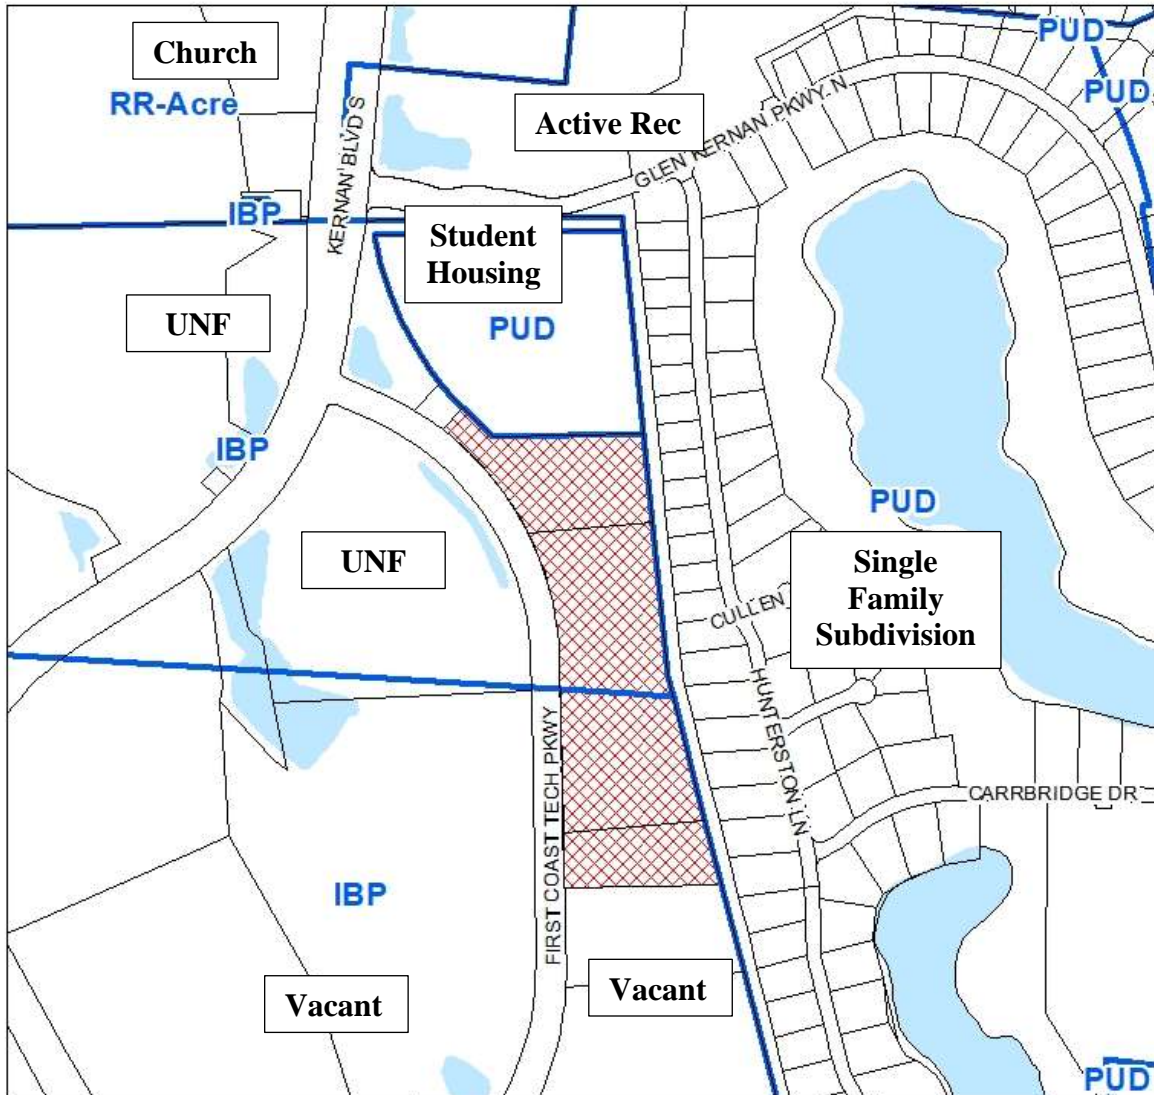 Church
PUD
RR-Acre
PUD
KERNAN BLVD S
Active Rec
GLEN KERNAN PKWY N
IBP
Student
Housing
UNF
PUD
IBP
PUD
UNF
Single
Family
Subdivision
CULLEN
HUNTERSTON LN
FIRST COAST TECH PKWY
CARRBRIDGE DR
IBP
Vacant
Vacant
PUD